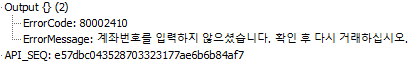 Output {} (2)
ErrorCode: 80002410
ErrorMessage: 계좌번호를 입력하지 않으셨습니다. 확인 후 다시 거래하십시오.
API_SEQ: e57dbc043528703323177ae6b6b84af7